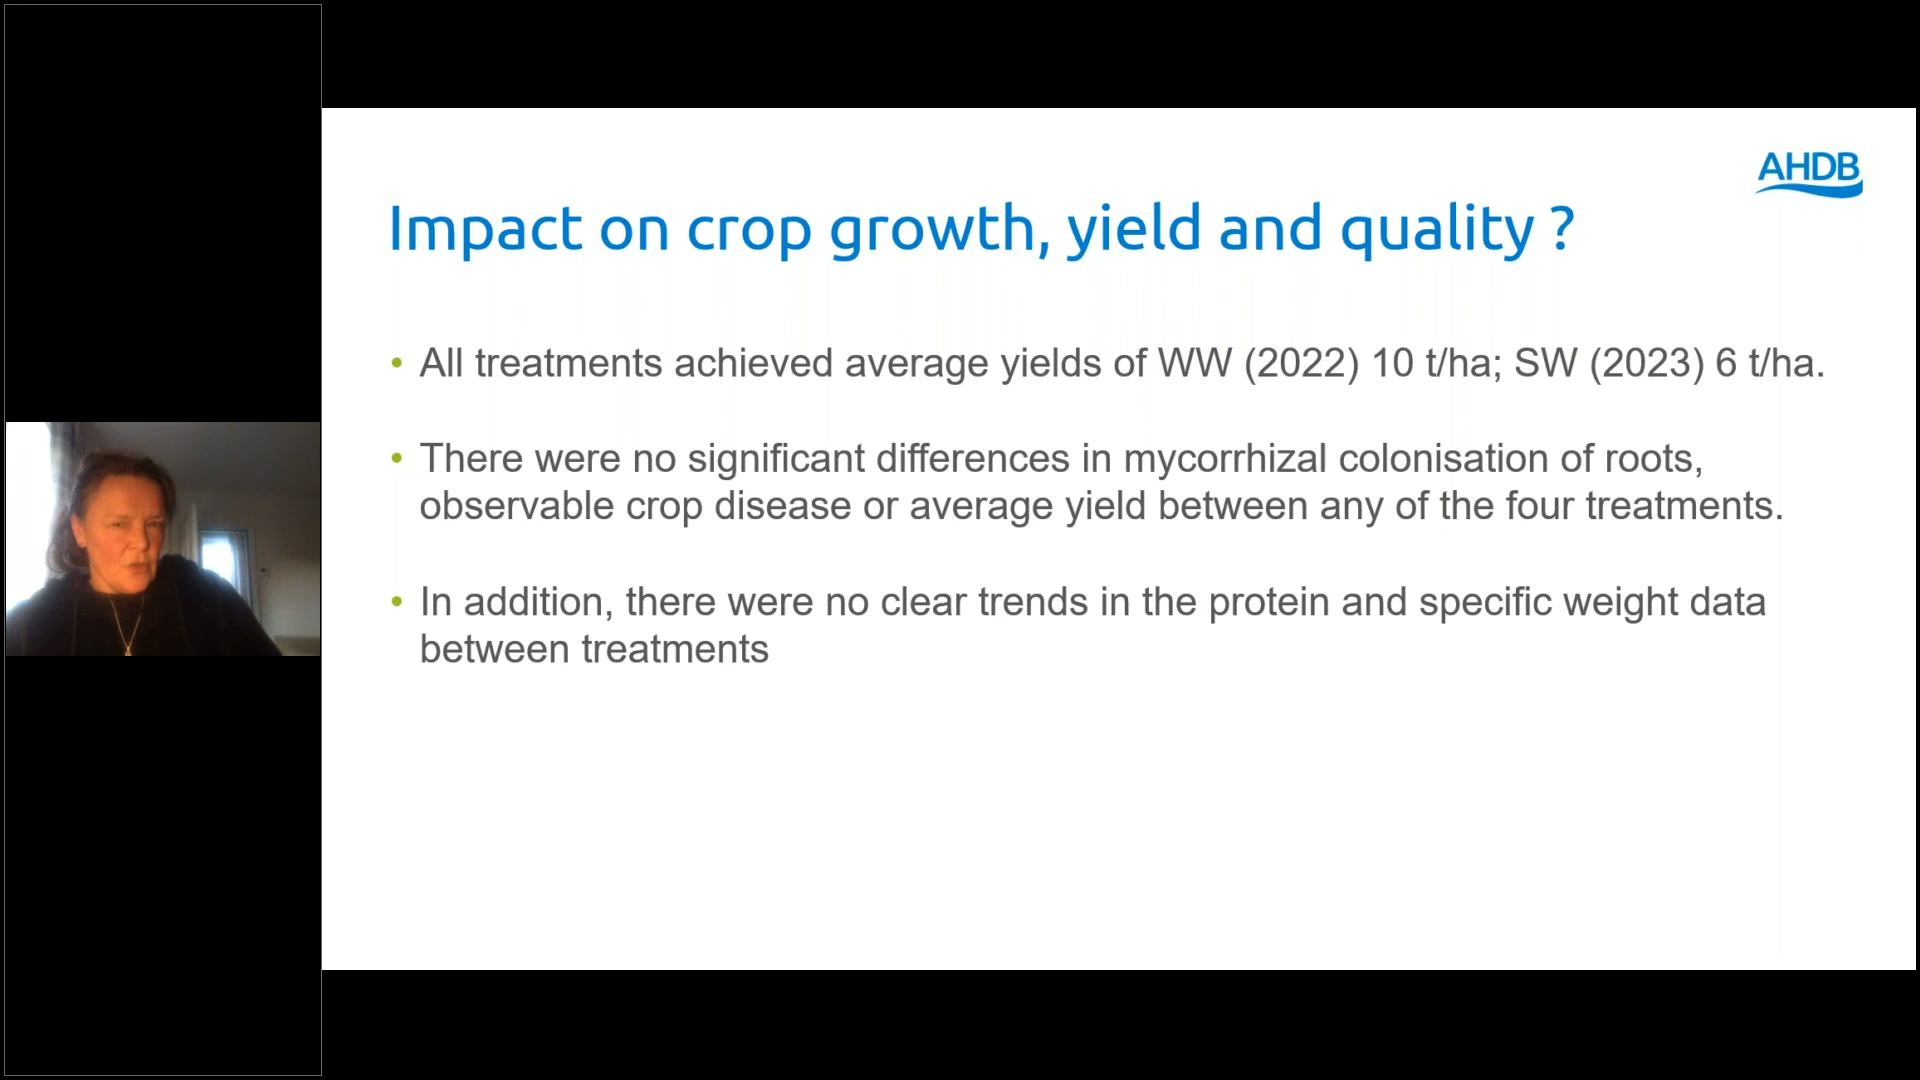 AHDB
Impact on crop growth, yield and quality ?
• All treatments achieved average yields of WW (2022) 10 t/ha; SW (2023) 6 t/ha.
• There were no significant differences in mycorrhizal colonisation of roots,
observable crop disease or average yield between any of the four treatments.
• In addition, there were no clear trends in the protein and specific weight data
between treatments